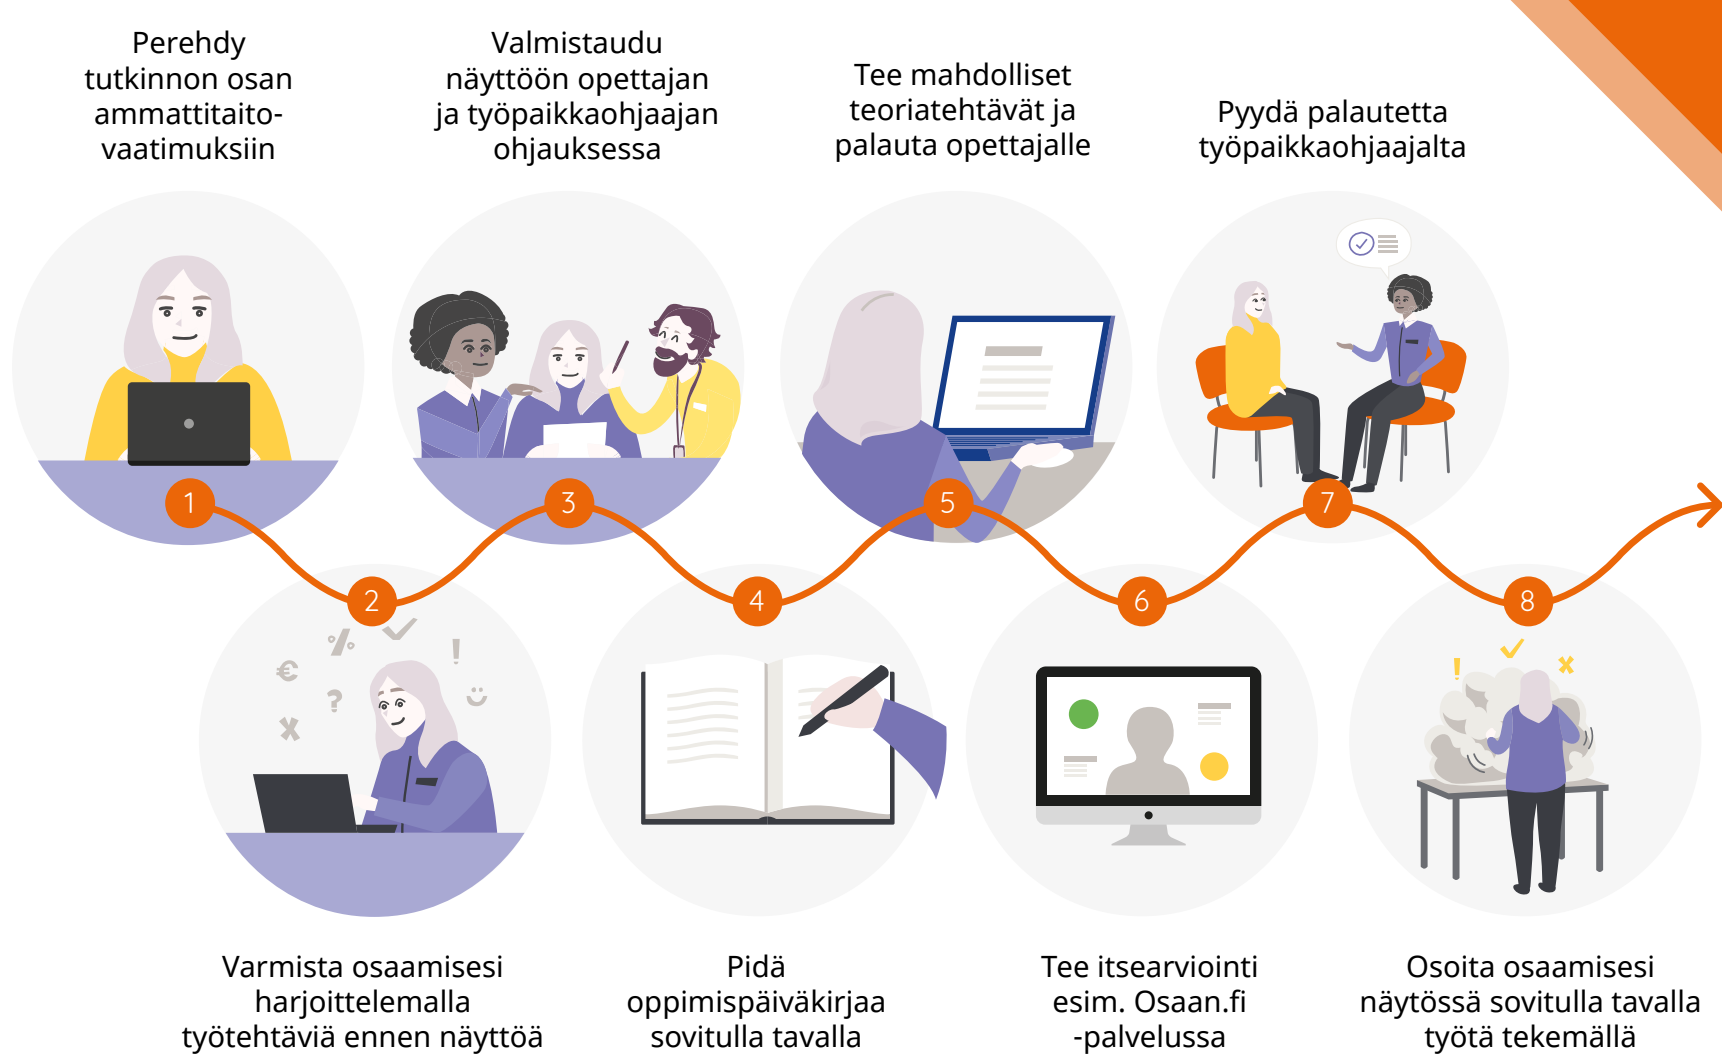 Perehdy
tutkinnon osan
ammattitaito-
vaatimuksiin
1
Varmista osaamisesi
harjoittelemalla
työtehtäviä ennen näyttöä
2
Valmistaudu
näyttöön opettajan
ja työpaikkaohjaajan
ohjauksessa
3
Pidä
oppimispäiväkirjaa
sovitulla tavalla
4
Tee mahdolliset
teoriatehtävät ja
palauta opettajalle
5
Tee itsearviointi
esim. Osaan.fi
-palvelussa
6
Pyydä palautetta
työpaikkaohjaajalta
7
Osoita osaamisesi
näytössä sovitulla tavalla
työtä tekemällä
8